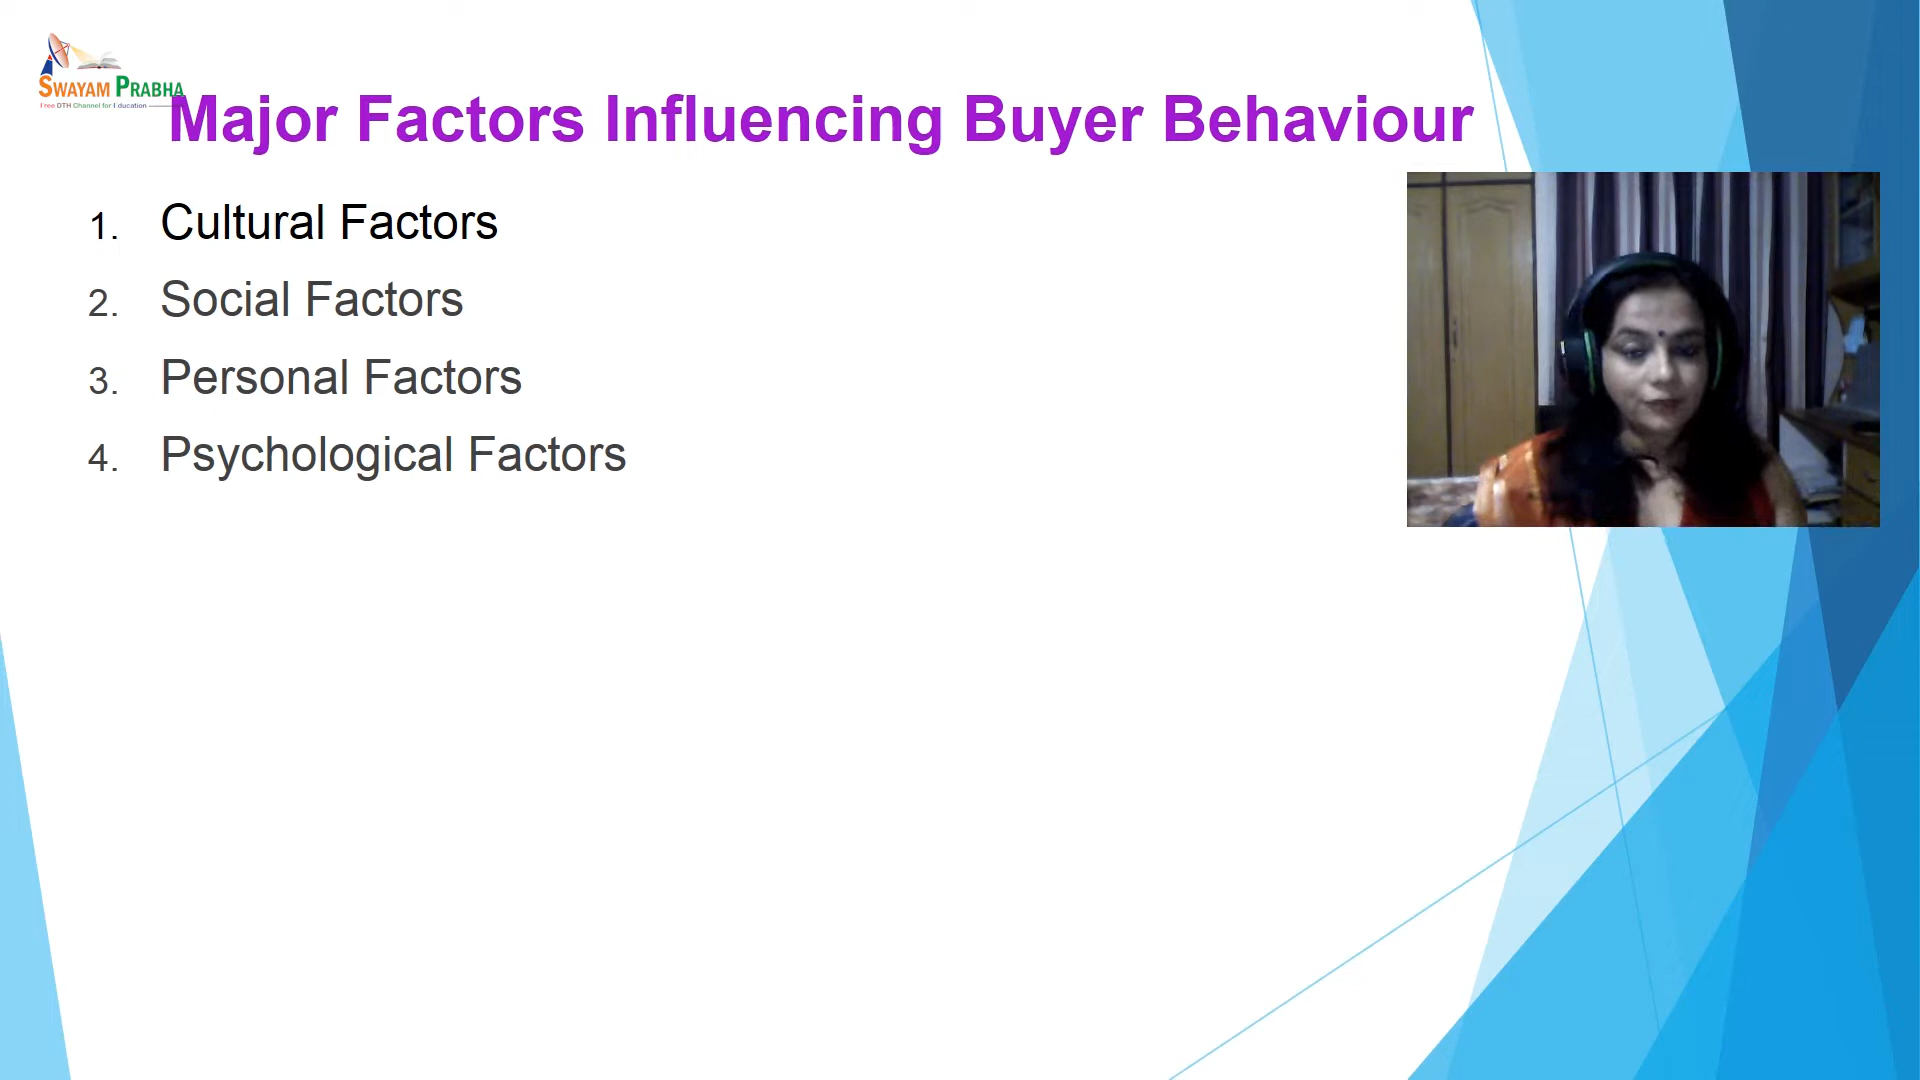 SWAYAM PRABHA
Free DTH Channel for Education
Major Factors Influencing Buyer Behaviour
1. Cultural Factors
2. Social Factors
3. Personal Factors
4. Psychological Factors